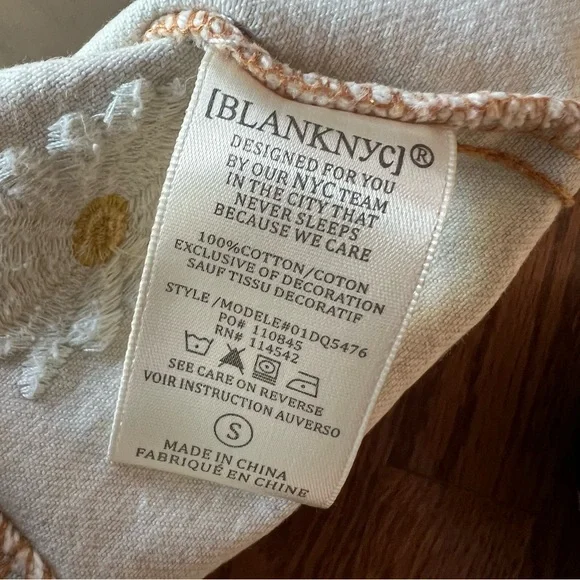 [BLANKNYC]®
DESIGNED FOR YOU
BY OUR NYC TEAM
IN THE CITY THAT
NEVER SLEEPS
BECAUSE WE CARE
100%COTTON/COTON
EXCLUSIVE OF DECORATION
SAUF TISSU DECORATIF
STYLE/MODELE#01DQ5476
PO# 110845
RN# 114542
SEE CARE ON REVERSE
VOIR INSTRUCTION AUVERSO
S
MADE IN CHINA
FABRIQUÉ EN CHINE